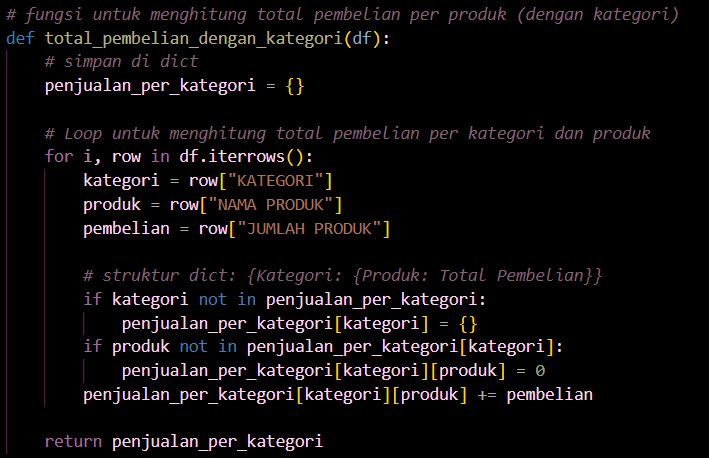 # fungsi untuk menghitung total pembelian per produk (dengan kategori)
def total_pembelian_dengan_kategori(df):
    # simpan di dict
    penjualan_per_kategori = {}

    # Loop untuk menghitung total pembelian per kategori dan produk
    for i, row in df.iterrows():
        kategori = row["KATEGORI"]
        produk = row["NAMA PRODUK"]
        pembelian = row["JUMLAH PRODUK"]

        # struktur dict: {Kategori: {Produk: Total Pembelian}}
        if kategori not in penjualan_per_kategori:
            penjualan_per_kategori[kategori] = {}
        if produk not in penjualan_per_kategori[kategori]:
            penjualan_per_kategori[kategori][produk] = 0
        penjualan_per_kategori[kategori][produk] += pembelian

    return penjualan_per_kategori